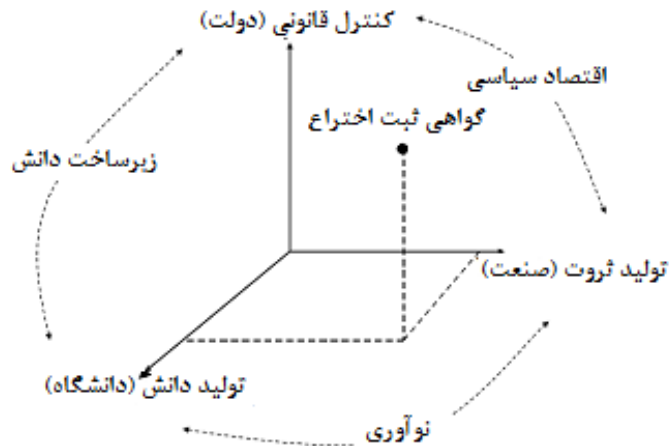 کنترل قانونی (دولت)
اقتصاد سیاسی
گواهی ثبت اختراع
زیرساخت دانش
تولید ثروت (صنعت)
تولید دانش (دانشگاه)
نوآوری